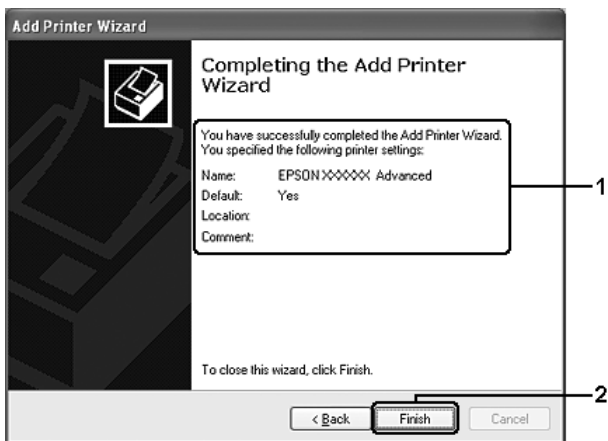 Add Printer Wizard
Completing the Add Printer
Wizard
You have successfully completed the Add Printer Wizard.
You specified the following printer settings:
Name: EPSON XXXXXX Advanced
Default: Yes
Location:
Comment:
1
To close this wizard, click Finish.
2
< Back Finish Cancel